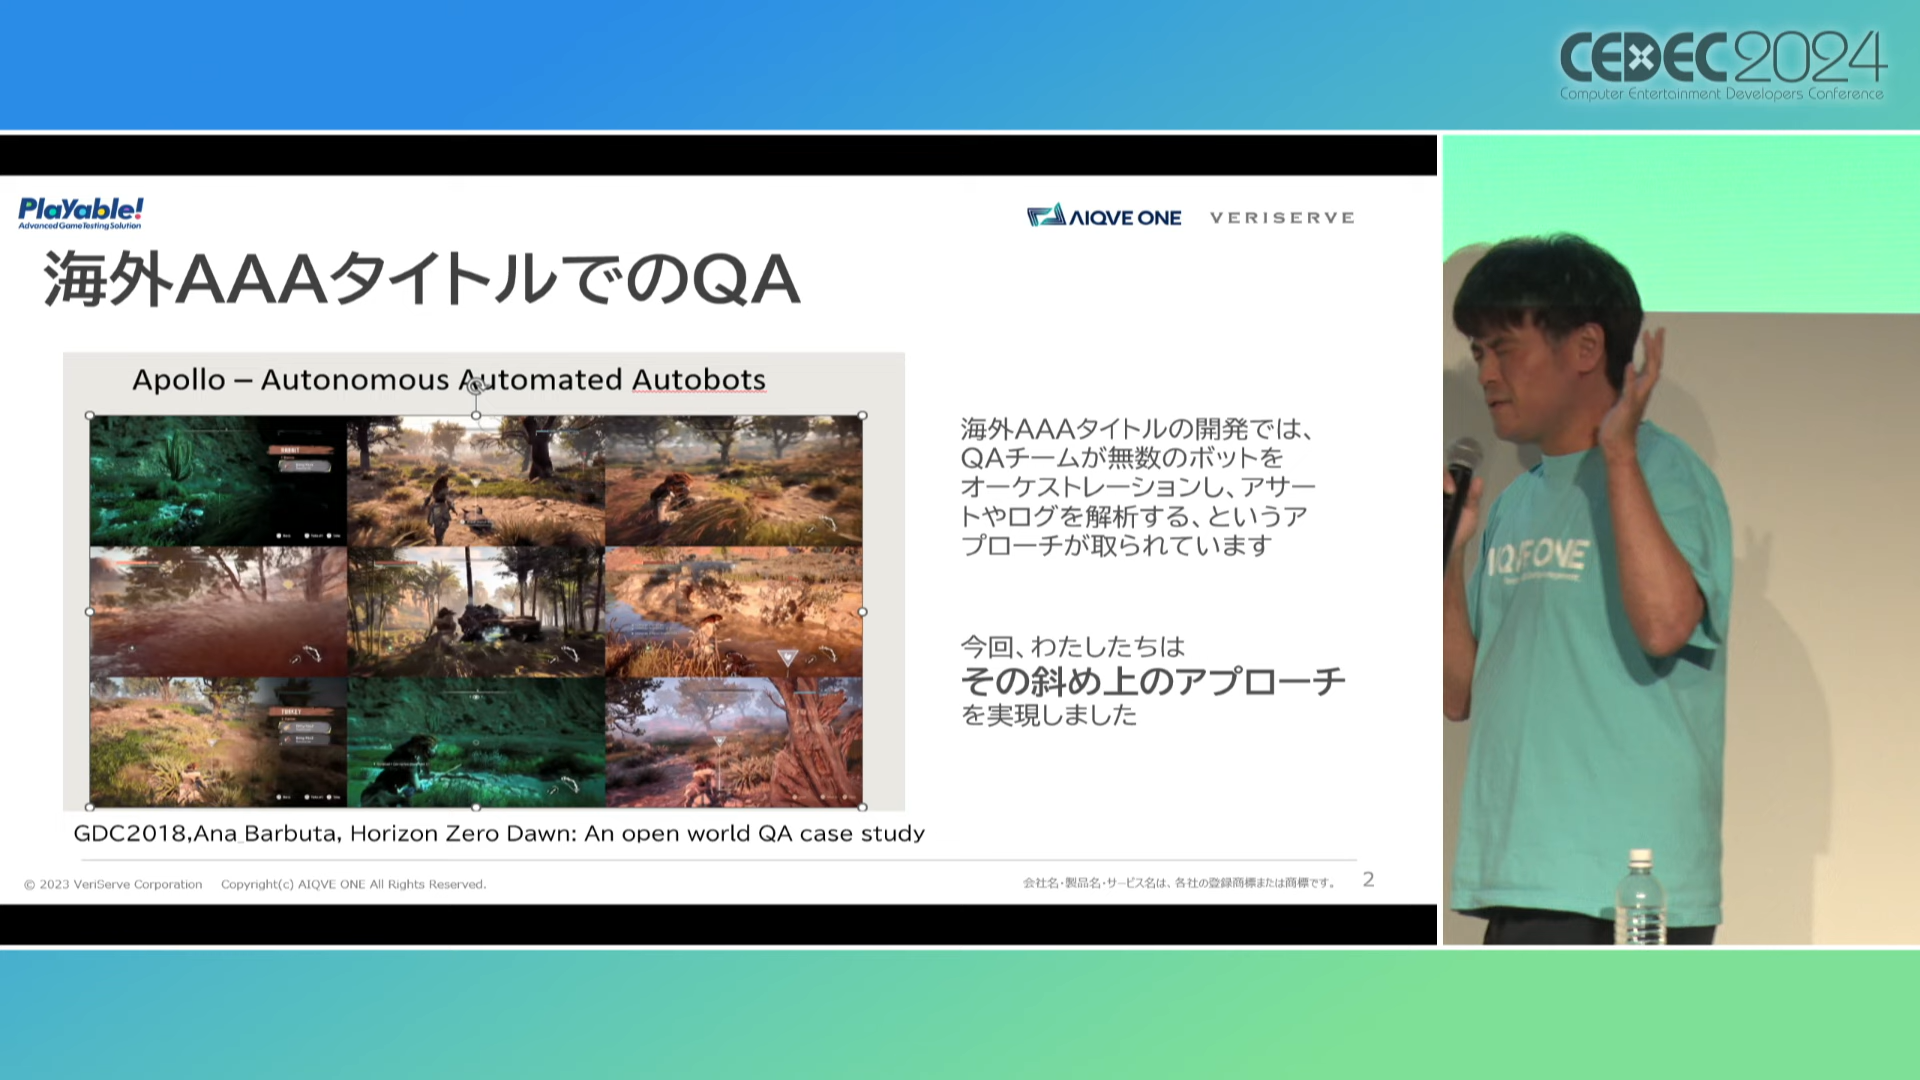 CEDEC2024
Computer Entertainment Developers Conference
Playable!
Advanced Game Testing Solution
AIQVE ONE VERISERVE
海外AAAタイトルでのQA
Apollo – Autonomous Automated Autobots
RABBIT
TURKEY
海外AAAタイトルの開発では、
QAチームが無数のボットを
オーケストレーションし、アサー
トやログを解析する、というア
プローチが取られています
今回、わたしたちは
その斜め上のアプローチ
を実現しました
GDC2018,Ana Barbuta, Horizon Zero Dawn: An open world QA case study
© 2023 VeriServe Corporation Copyright(c) AIQVE ONE All Rights Reserved.
会社名・製品名・サービス名は、各社の登録商標または商標です。 2
AIQVE ONE